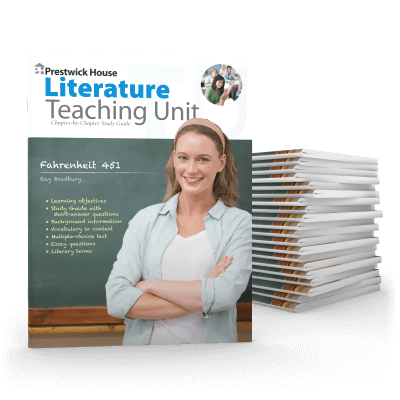 Prestwick House
Literature
Teaching Unit
Chapter-by-Chapter Study Guide
Fahrenheit 451
Ray Bradbury
• Learning objectives
• Study Guide with
short-answer questions
• Background information
• Vocabulary in context
• Multiple-choice test
• Essay questions
• Literary terms